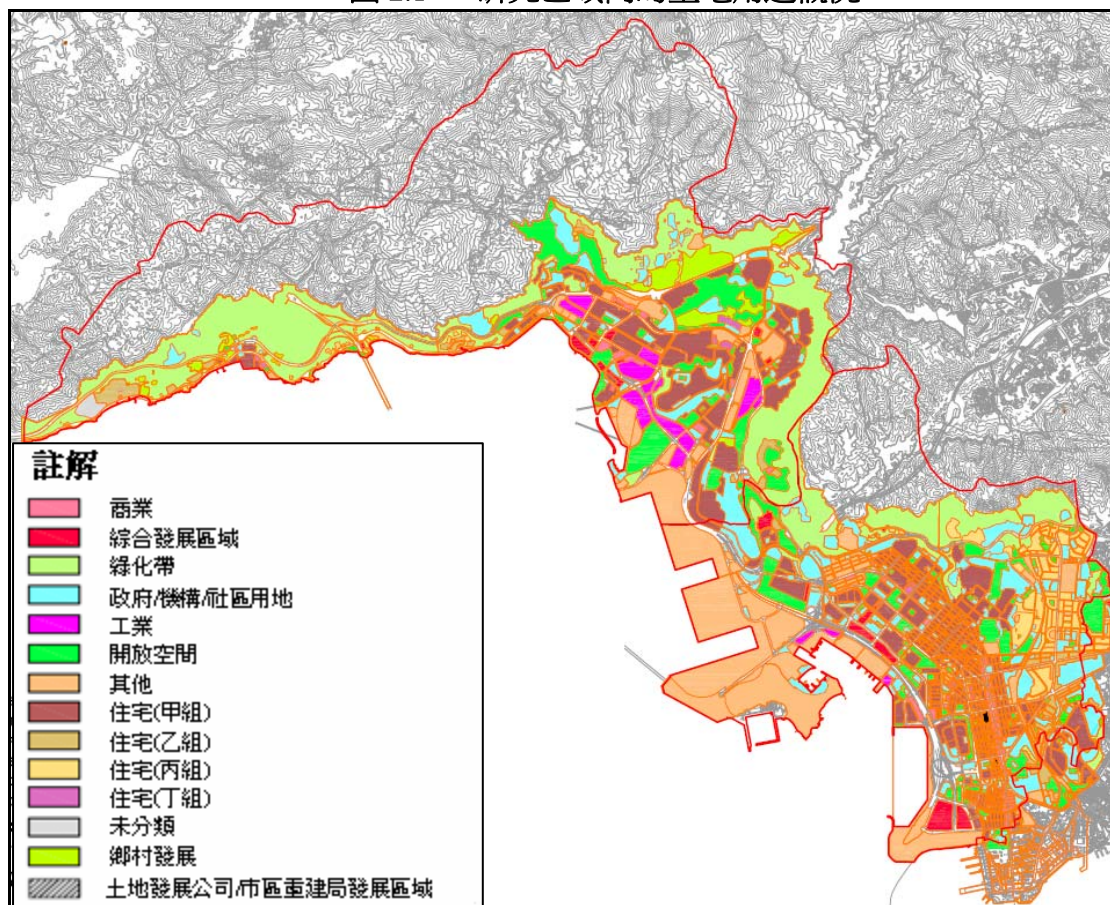 註解
商業
綜合發展區域
綠化帶
政府/機構/社區用地
工業
開放空間
其他
住宅(甲組)
住宅(乙組)
住宅(丙組)
住宅(丁組)
未分類
鄉村發展
土地發展公司/市區重建局發展區域